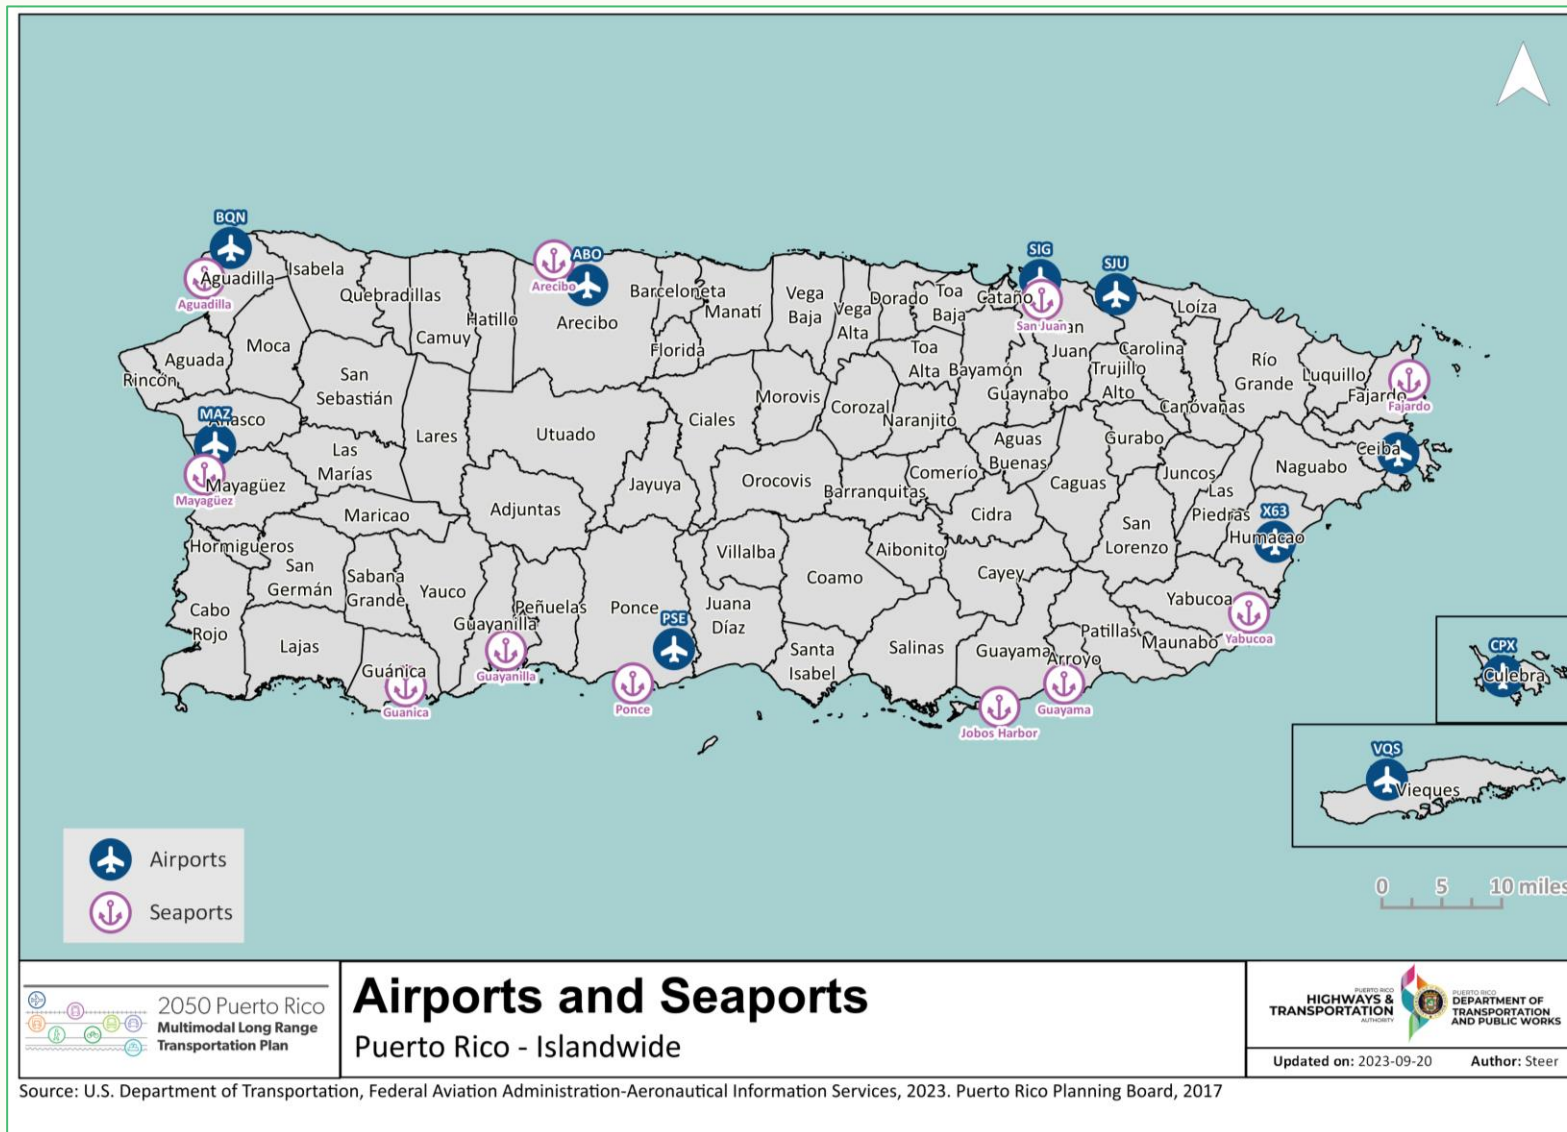 BQN
Aguadilla
Aguadilla
Isabela
Quebradillas
Camuy
Hatillo
Arecibo
ABO
Arecibo
Barceloneta
Florida
Manatí
Vega
Baja
Vega
Alta
Dorado
Toa
Baja
Cataño
SIG
San Juan
Juan
SJU
Loíza
Carolina
Toa
Alta
Bayamón
Guaynabo
Trujillo
Alto
Canóvanas
Río
Grande
Luquillo
Fajardo
Fajardo
Rincón
Aguada
Moca
San
Sebastián
MAZ
Añasco
Mayagüez
Mayagüez
Las
Marías
Lares
Utuado
Ciales
Morovis
Corozal
Naranjito
Aguas
Buenas
Gurabo
Comerío
Caguas
Juncos
Las
Piedras
Naguabo
Ceiba
Maricao
Adjuntas
Jayuya
Orocovis
Barranquitas
Cidra
San
Lorenzo
X63
Humacao
Hormigueros
San
Germán
Sabana
Grande
Yauco
Guayanilla
Guayanilla
Peñuelas
Ponce
PSE
Ponce
Villalba
Juana
Díaz
Coamo
Aibonito
Cayey
Yabucoa
Yabucoa
Cabo
Rojo
Lajas
Guánica
Guanica
Santa
Isabel
Salinas
Guayama
Arroyo
Patillas
Maunabo
Jobos Harbor
Guayama
CPX
Culebra
VQS
Vieques
Airports
Seaports
0 5 10 miles
2050 Puerto Rico
Multimodal Long Range
Transportation Plan
Airports and Seaports
Puerto Rico - Islandwide
PUERTO RICO
HIGHWAYS &
TRANSPORTATION
AUTHORITY
PUERTO RICO
DEPARTMENT OF
TRANSPORTATION
AND PUBLIC WORKS
Updated on: 2023-09-20 Author: Steer
Source: U.S. Department of Transportation, Federal Aviation Administration-Aeronautical Information Services, 2023. Puerto Rico Planning Board, 2017